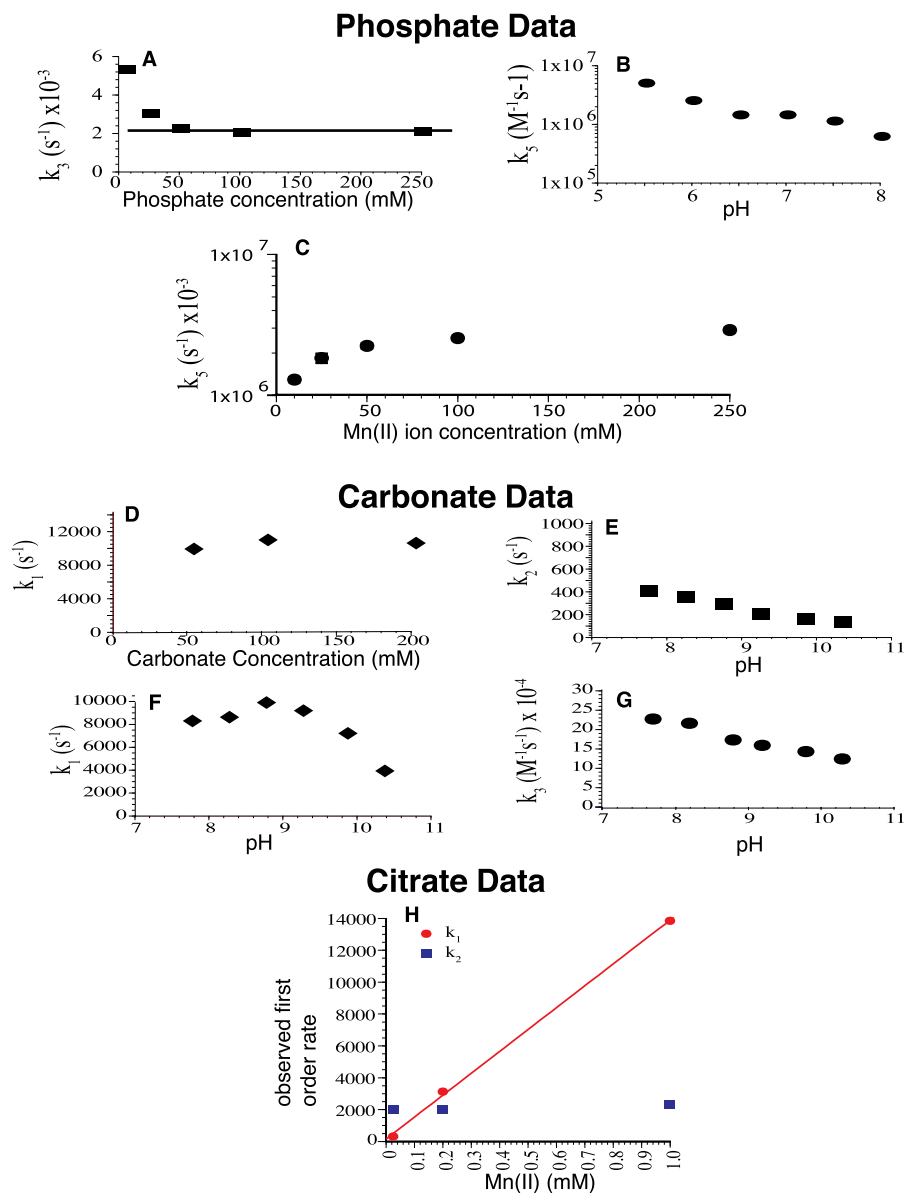 Phosphate Data
A
6
4
2
0
k3 (s-1) x10-3
0 50 100 150 200 250
Phosphate concentration (mM)
B
1x10 7
1x10 6
1x10 5
k5 (M-1s-1)
5 6 7 8
pH
C
1x10 7
1x10 6
k5 (s-1) x10-3
0 50 100 150 200 250
Mn(II) ion concentration (mM)
Carbonate Data
D
12000
8000
4000
0
k1 (s-1)
0 50 100 150 200
Carbonate Concentration (mM)
E
1000
800
600
400
200
0
k2 (s-1)
7 8 9 10 11
pH
F
10000
8000
6000
4000
2000
0
k1 (s-1)
7 8 9 10 11
pH
G
30
25
20
15
10
5
0
k3 (M-1s-1) x 10-4
7 8 9 10 11
pH
Citrate Data
H
k1
k2
14000
12000
10000
8000
6000
4000
2000
0
observed first
order rate
0 0.1 0.2 0.3 0.4 0.5 0.6 0.7 0.8 0.9 1.0
Mn(II) (mM)